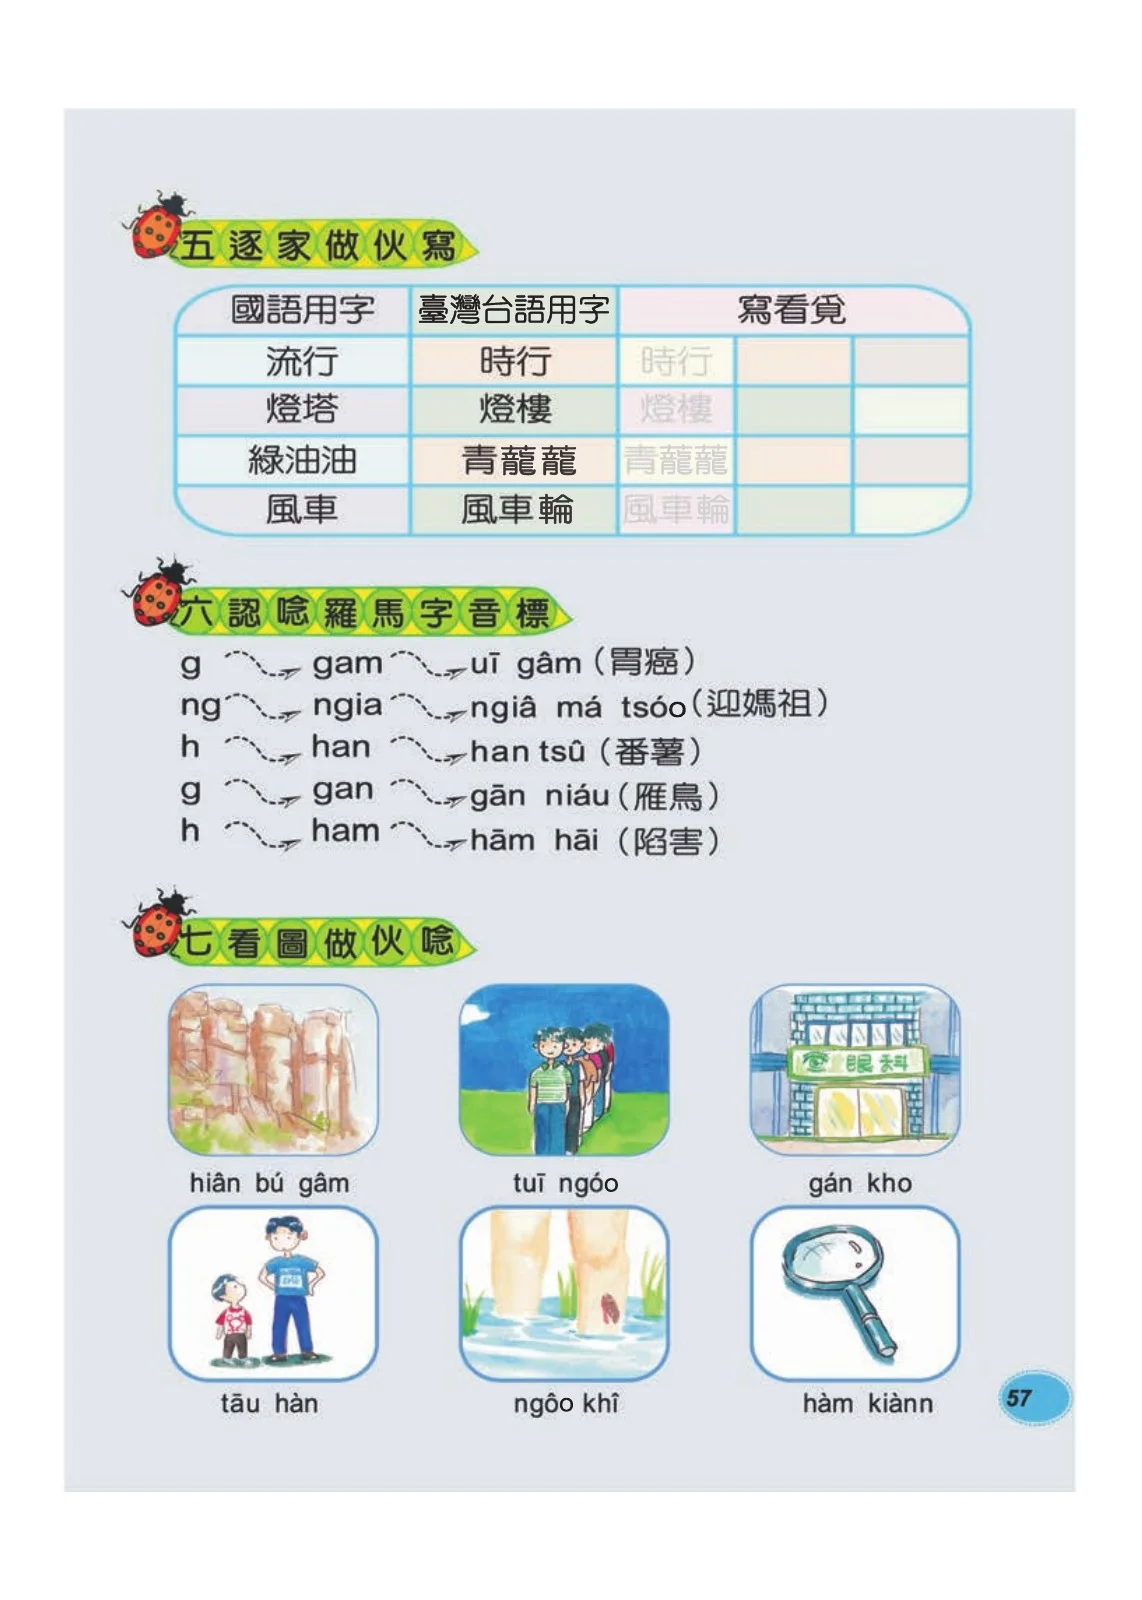 五逐家做伙寫
國語用字 臺灣台語用字 寫看覓
流行 時行 時行
燈塔 燈樓 燈樓
綠油油 青蘢蘢 青蘢蘢
風車 風車輪 風車輪
六認唸羅馬字音標
g gam uī gâm（胃癌）
ng ngia ngiâ má tsóo（迎媽祖）
h han han tsû（番薯）
g gan gān niáu（雁鳥）
h ham hām hāi（陷害）
七看圖做伙唸
眼科
hiân bú gâm tuī ngóo gán kho
tāu hàn ngôo khî hàm kiànn
57